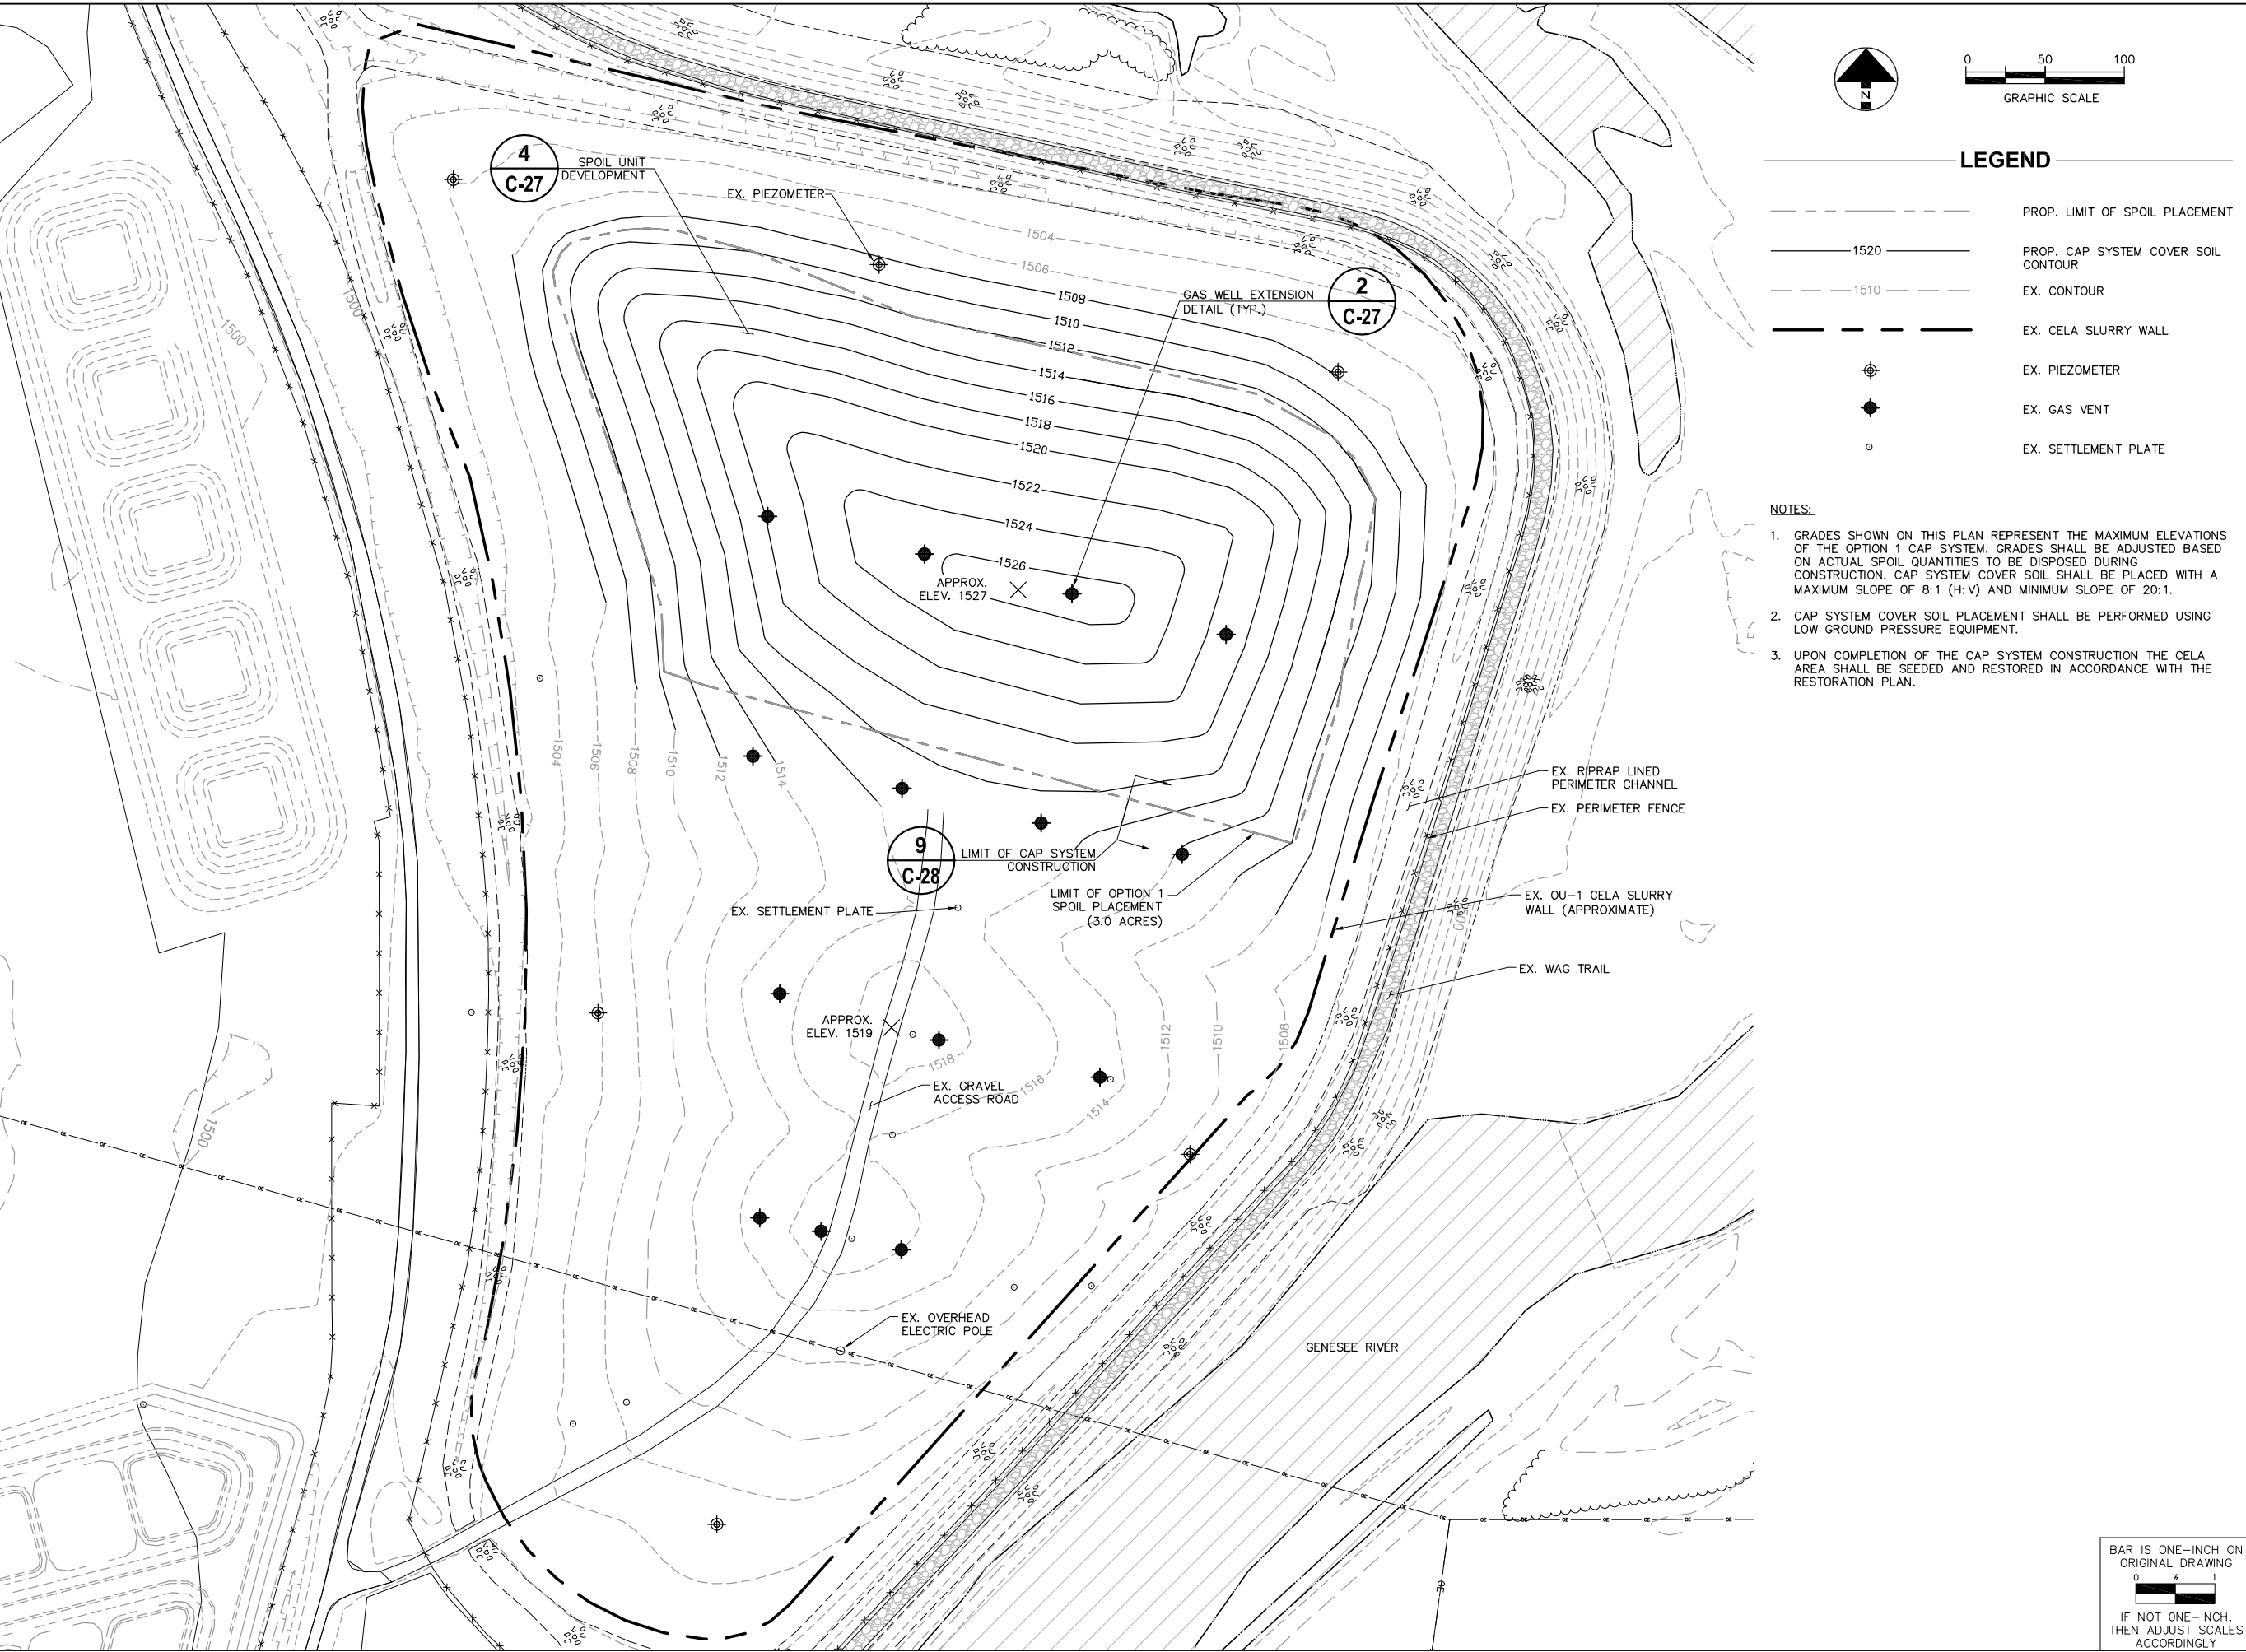 4
C-27
SPOIL UNIT
DEVELOPMENT
EX. PIEZOMETER
1504
1506
1508
1510
1512
1514
1516
1518
1520
1522
1524
1526
GAS WELL EXTENSION
DETAIL (TYP.)
2
C-27
APPROX.
ELEV. 1527
1500
1500
1504
1506
1508
1510
1512
1514
9
C-28
LIMIT OF CAP SYSTEM
CONSTRUCTION
LIMIT OF OPTION 1
SPOIL PLACEMENT
(3.0 ACRES)
EX. SETTLEMENT PLATE
EX. RIPRAP LINED
PERIMETER CHANNEL
EX. PERIMETER FENCE
EX. OU-1 CELA SLURRY
WALL (APPROXIMATE)
EX. WAG TRAIL
APPROX.
ELEV. 1519
1518
1516
1514
1512
1510
1508
1500
EX. GRAVEL
ACCESS ROAD
EX. OVERHEAD
ELECTRIC POLE
GENESEE RIVER
OE
N
0 50 100
GRAPHIC SCALE
LEGEND
PROP. LIMIT OF SPOIL PLACEMENT
1520
PROP. CAP SYSTEM COVER SOIL
CONTOUR
1510
EX. CONTOUR
EX. CELA SLURRY WALL
EX. PIEZOMETER
EX. GAS VENT
EX. SETTLEMENT PLATE
NOTES:
1. GRADES SHOWN ON THIS PLAN REPRESENT THE MAXIMUM ELEVATIONS
OF THE OPTION 1 CAP SYSTEM. GRADES SHALL BE ADJUSTED BASED
ON ACTUAL SPOIL QUANTITIES TO BE DISPOSED DURING
CONSTRUCTION. CAP SYSTEM COVER SOIL SHALL BE PLACED WITH A
MAXIMUM SLOPE OF 8:1 (H:V) AND MINIMUM SLOPE OF 20:1.
2. CAP SYSTEM COVER SOIL PLACEMENT SHALL BE PERFORMED USING
LOW GROUND PRESSURE EQUIPMENT.
3. UPON COMPLETION OF THE CAP SYSTEM CONSTRUCTION THE CELA
AREA SHALL BE SEEDED AND RESTORED IN ACCORDANCE WITH THE
RESTORATION PLAN.
BAR IS ONE-INCH ON
ORIGINAL DRAWING
0 ½ 1
IF NOT ONE-INCH,
THEN ADJUST SCALES
ACCORDINGLY